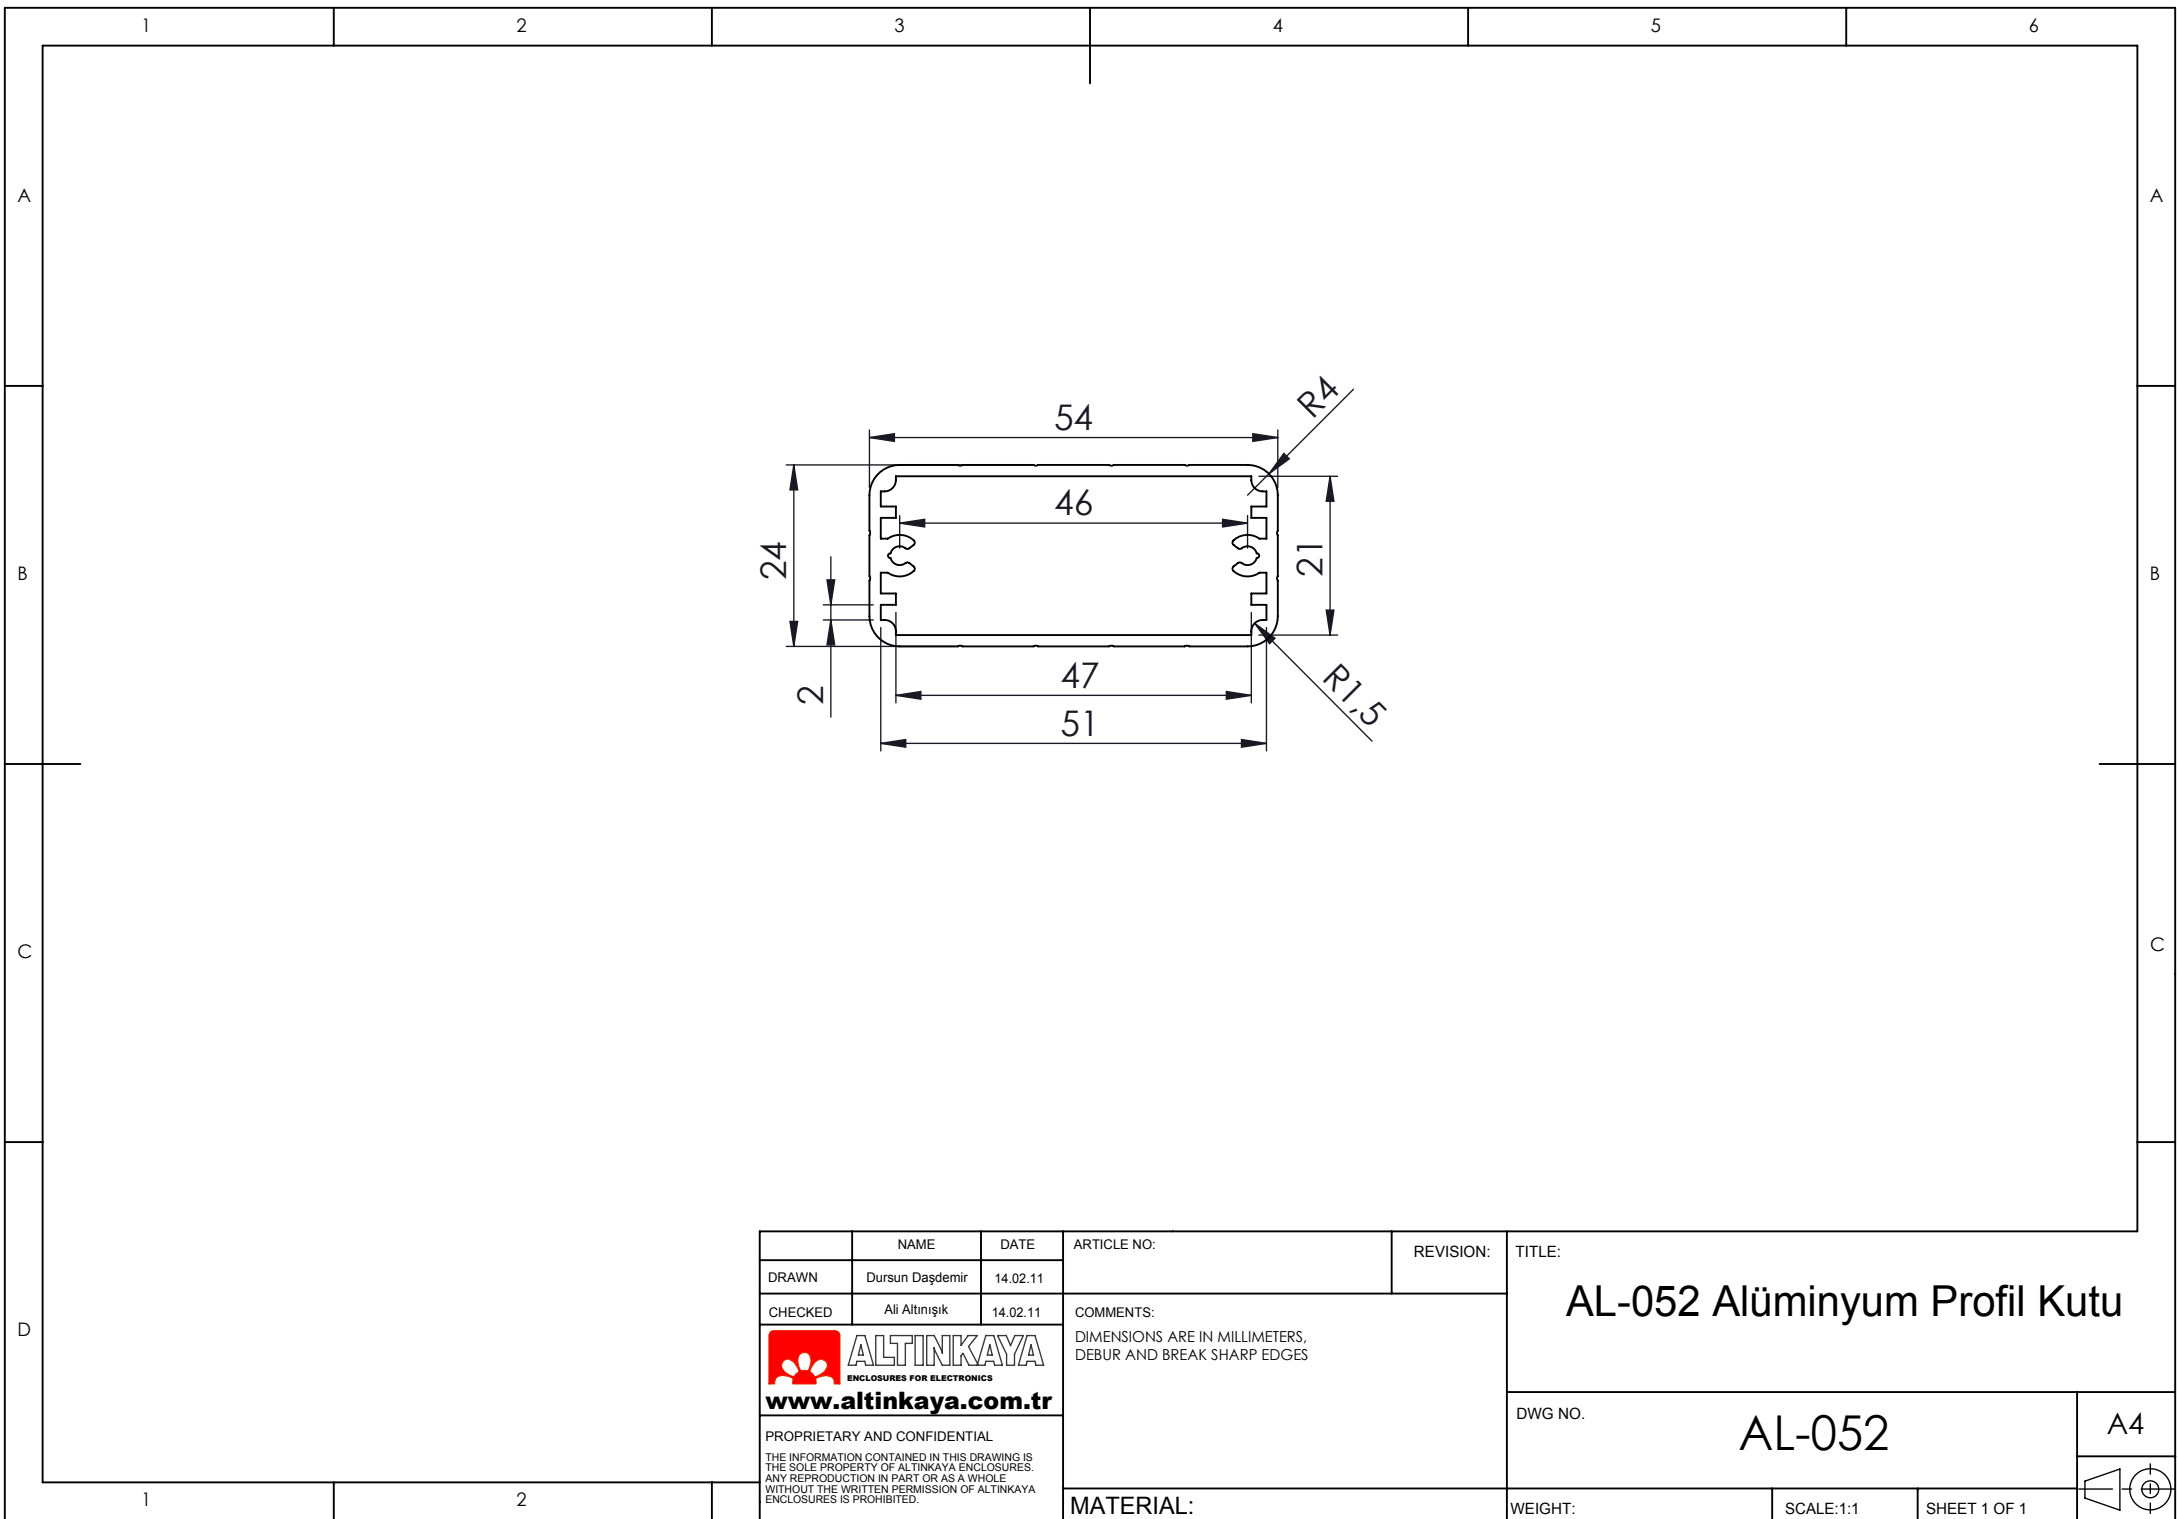 1 2 3 4 5 6
A A
B B
C C
D
54
R4
46
24
21
2
47
51
R1,5
NAME DATE
DRAWN Dursun Daşdemir 14.02.11
CHECKED Ali Altınışık 14.02.11
ALTINKAYA
ENCLOSURES FOR ELECTRONICS
www.altinkaya.com.tr
PROPRIETARY AND CONFIDENTIAL
THE INFORMATION CONTAINED IN THIS DRAWING IS
THE SOLE PROPERTY OF ALTINKAYA ENCLOSURES.
ANY REPRODUCTION IN PART OR AS A WHOLE
WITHOUT THE WRITTEN PERMISSION OF ALTINKAYA
ENCLOSURES IS PROHIBITED.
ARTICLE NO:
REVISION:
COMMENTS:
DIMENSIONS ARE IN MILLIMETERS,
DEBUR AND BREAK SHARP EDGES
MATERIAL:
TITLE:
AL-052 Alüminyum Profil Kutu
DWG NO.
AL-052
A4
WEIGHT:
SCALE:1:1
SHEET 1 OF 1
1 2